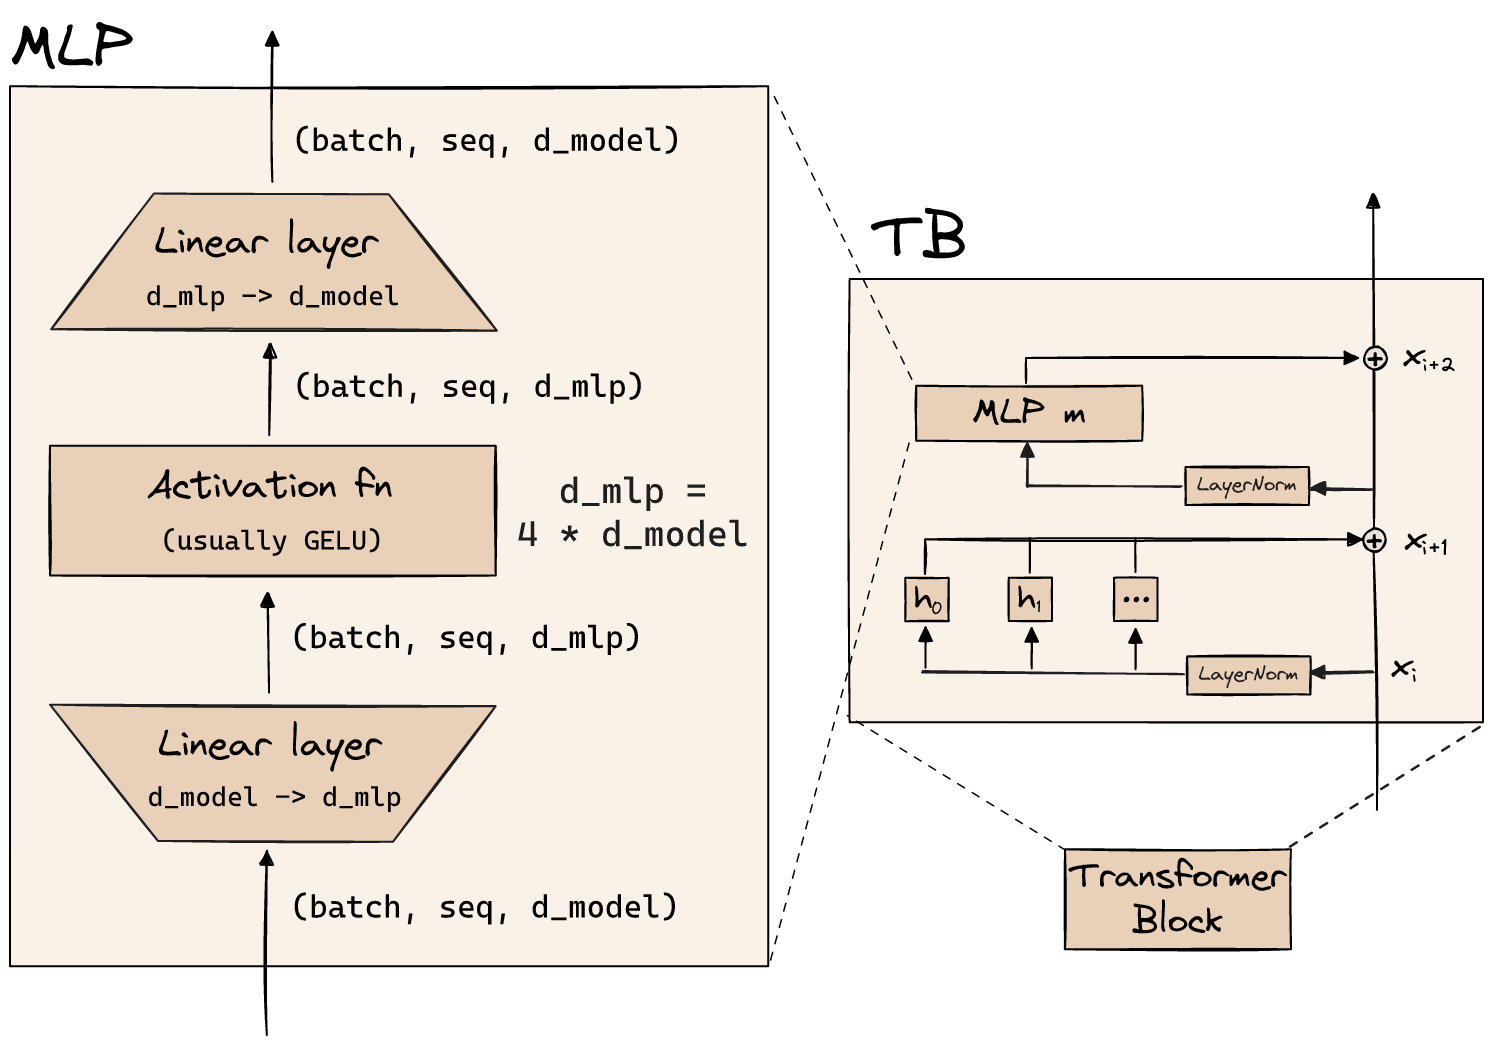 MLP
(batch, seq, d_model)
Linear layer
d_mlp -> d_model
(batch, seq, d_mlp)
Activation fn
(usually GELU)
d_mlp =
4 * d_model
(batch, seq, d_mlp)
Linear layer
d_model -> d_mlp
(batch, seq, d_model)
TB
+
x_{i+2}
MLP m
LayerNorm
+
x_{i+1}
h_0
h_1
...
LayerNorm
x_i
Transformer
Block